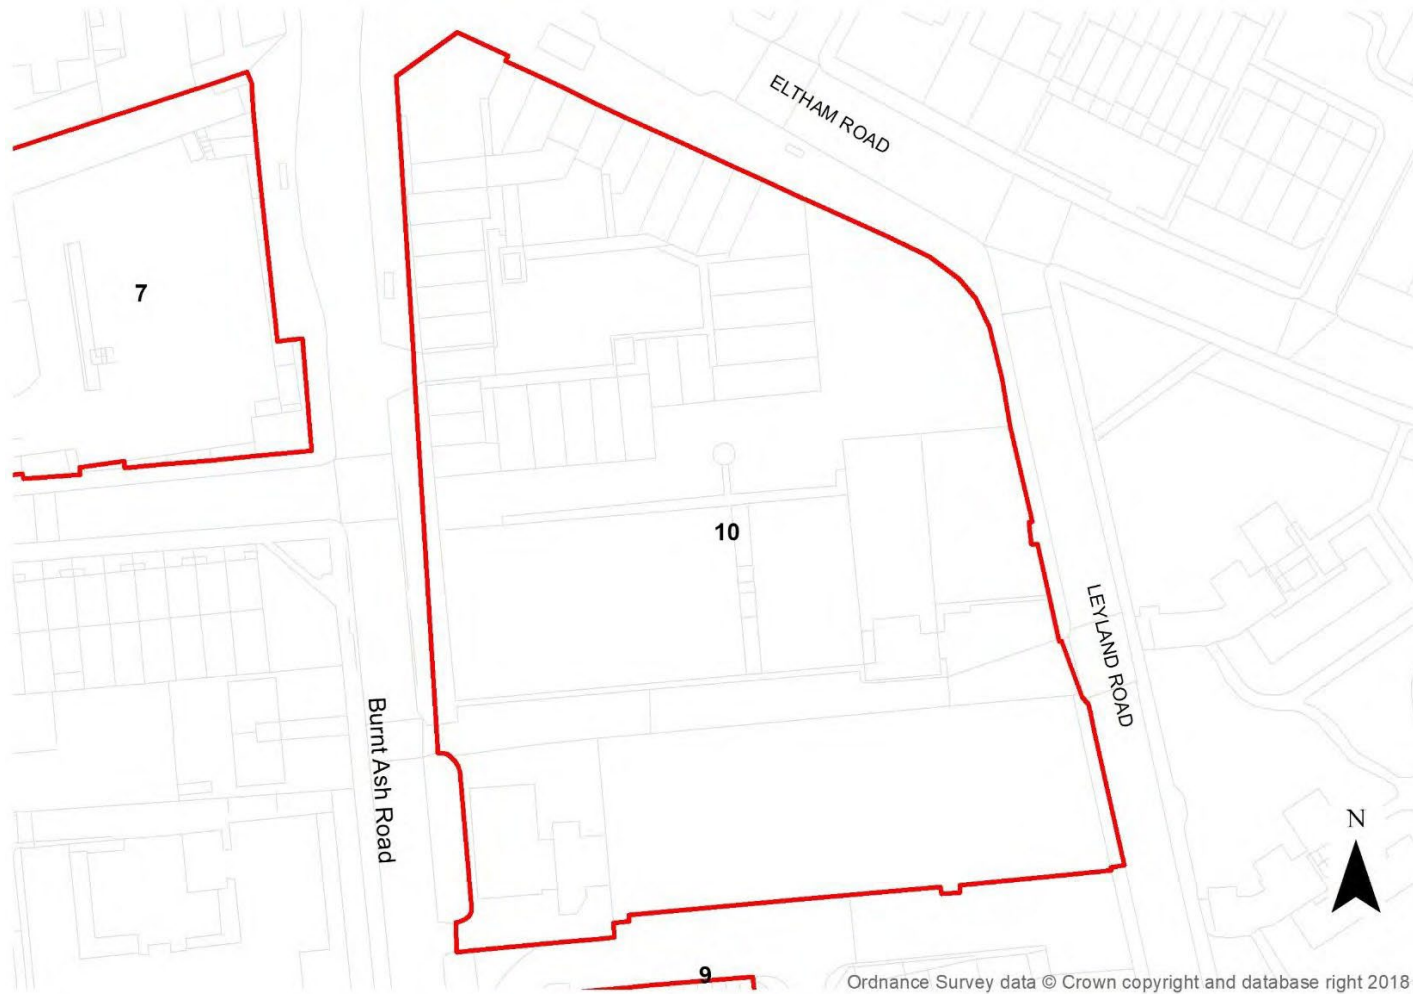 ELTHAM ROAD
7
10
LEYLAND ROAD
Burnt Ash Road
N
9
Ordnance Survey data © Crown copyright and database right 2018